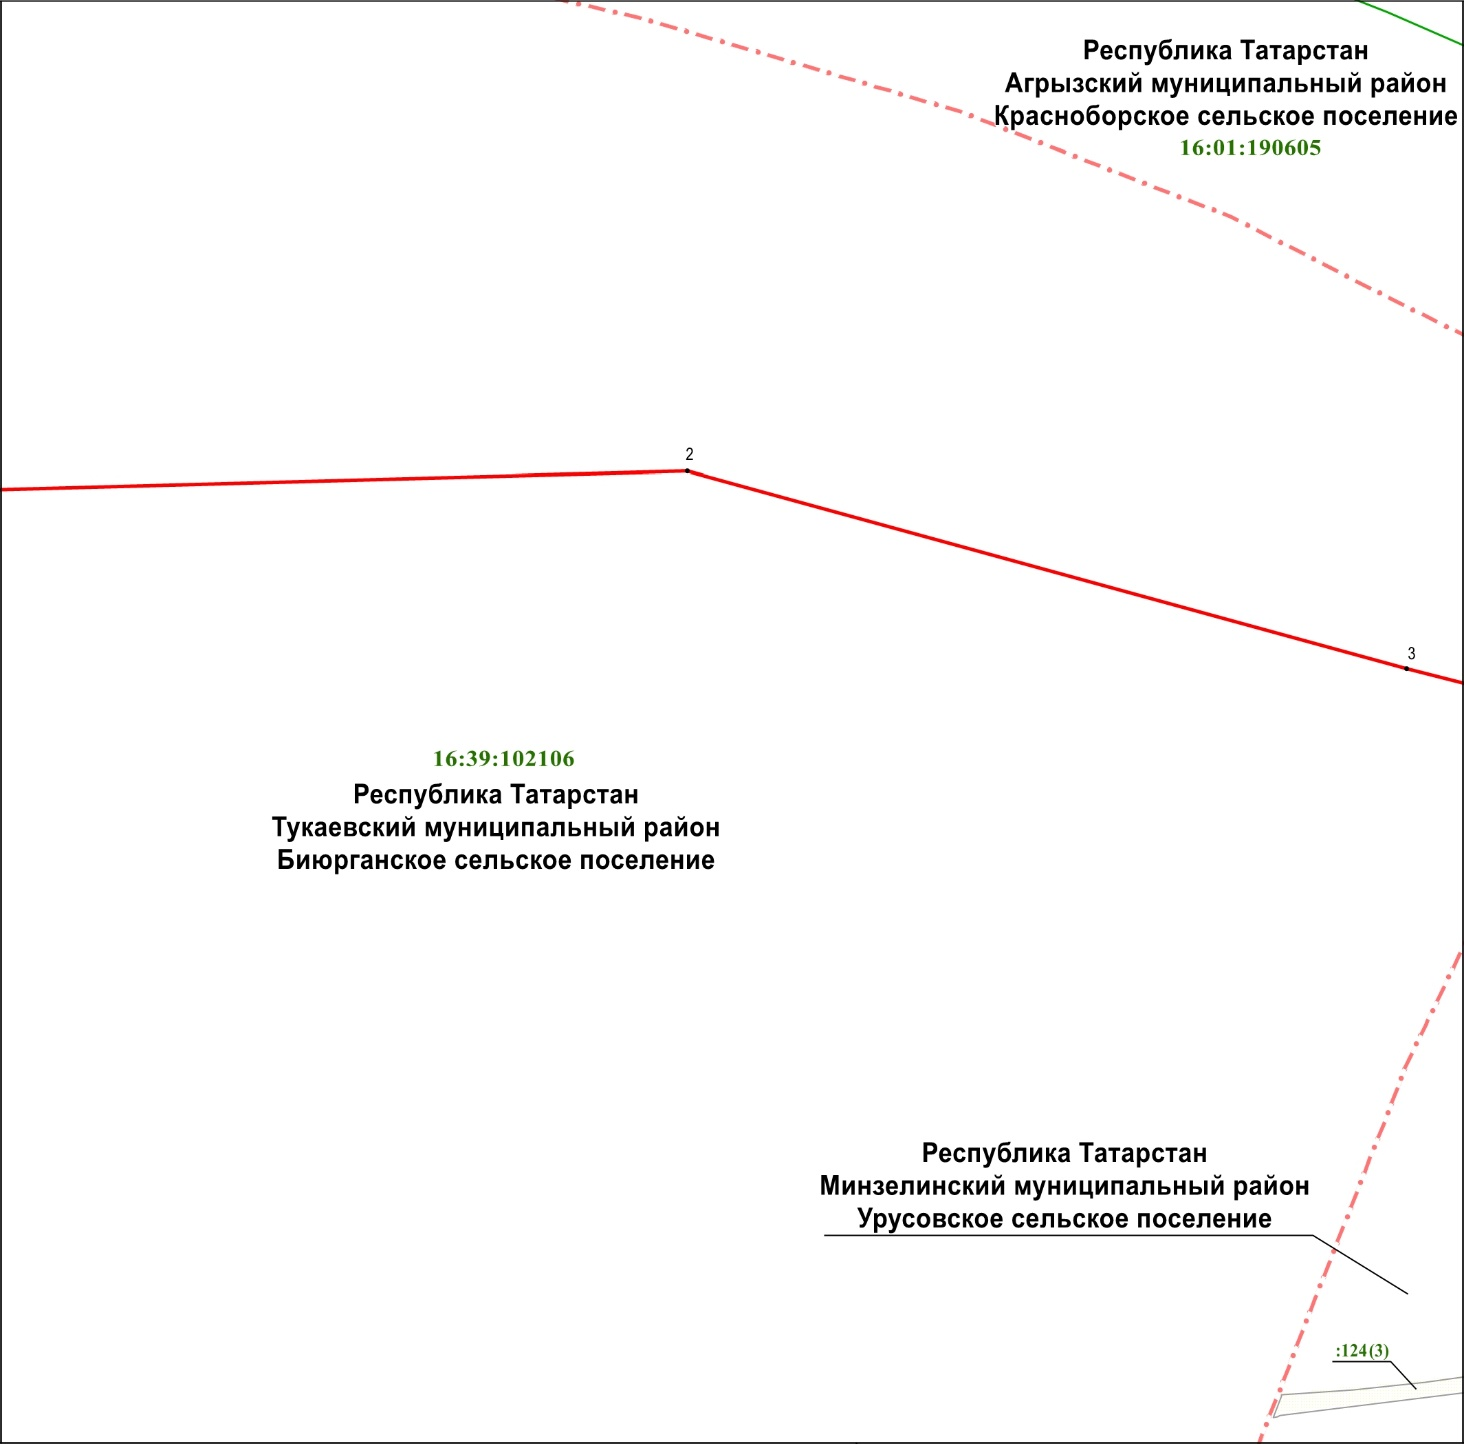 Республика Татарстан
Агрызский муниципальный район
Красноборское сельское поселение
16:01:190605
2
3
16:39:102106
Республика Татарстан
Тукаевский муниципальный район
Биюрганское сельское поселение
Республика Татарстан
Минзелинский муниципальный район
Урусовское сельское поселение
:124(3)